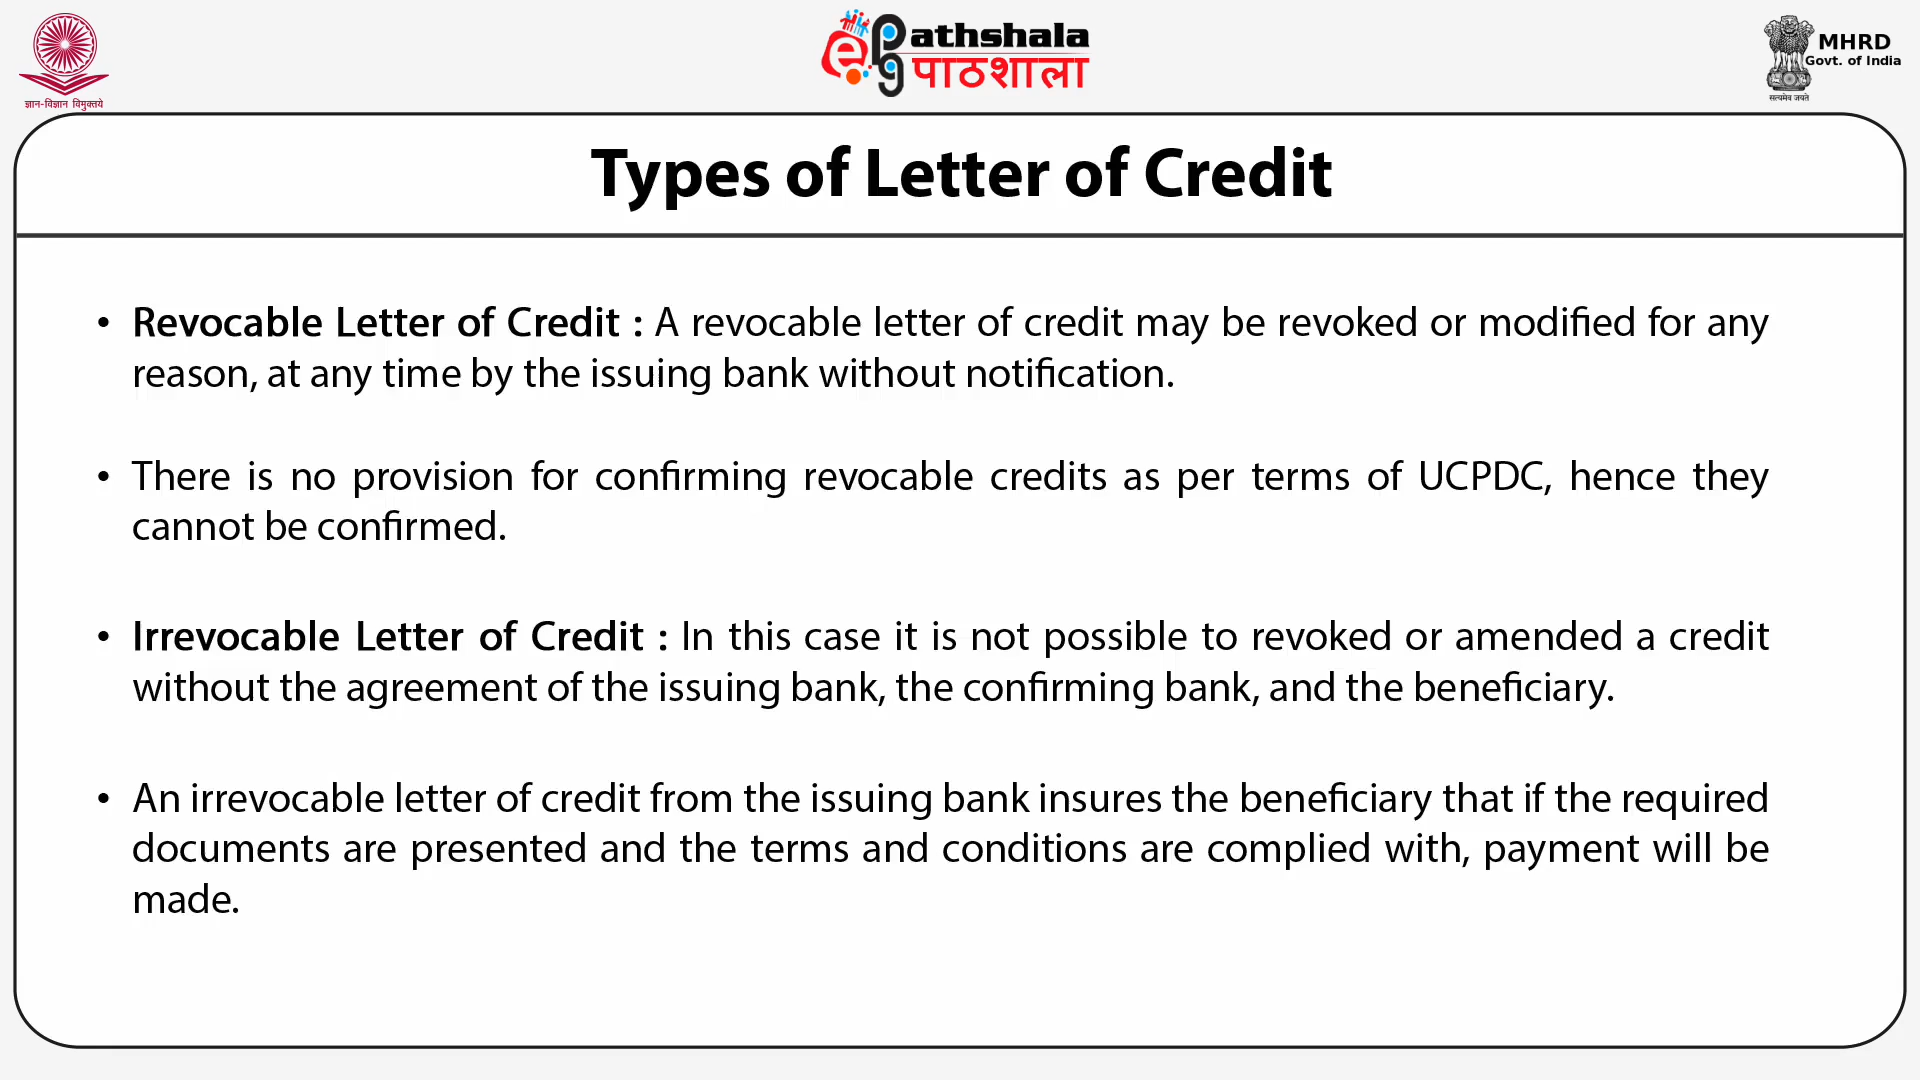 ज्ञान-विज्ञान विमुक्तये
ePathshala
पाठशाला
MHRD
Govt. of India
सत्यमेव जयते
Types of Letter of Credit
• Revocable Letter of Credit : A revocable letter of credit may be revoked or modified for any
reason, at any time by the issuing bank without notification.
• There is no provision for confirming revocable credits as per terms of UCPDC, hence they
cannot be confirmed.
• Irrevocable Letter of Credit : In this case it is not possible to revoked or amended a credit
without the agreement of the issuing bank, the confirming bank, and the beneficiary.
• An irrevocable letter of credit from the issuing bank insures the beneficiary that if the required
documents are presented and the terms and conditions are complied with, payment will be
made.